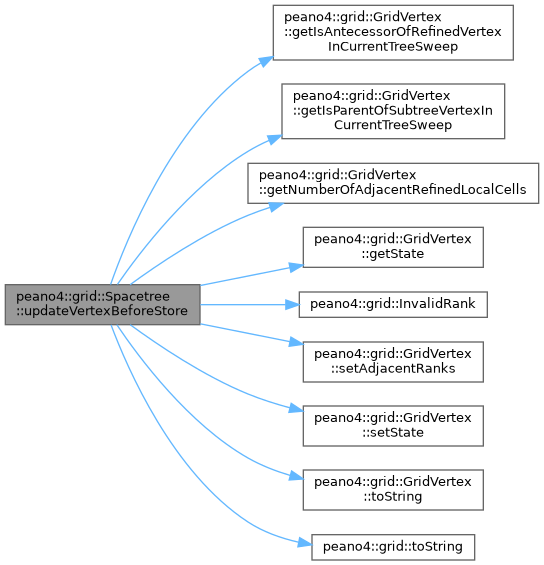 peano4::grid::GridVertex
::getIsAntecessorOfRefinedVertex
InCurrentTreeSweep
peano4::grid::GridVertex
::getIsParentOfSubtreeVertexIn
CurrentTreeSweep
peano4::grid::GridVertex
::getNumberOfAdjacentRefinedLocalCells
peano4::grid::GridVertex
::getState
peano4::grid::Spacetree
::updateVertexBeforeStore
peano4::grid::InvalidRank
peano4::grid::GridVertex
::setAdjacentRanks
peano4::grid::GridVertex
::setState
peano4::grid::GridVertex
::toString
peano4::grid::toString